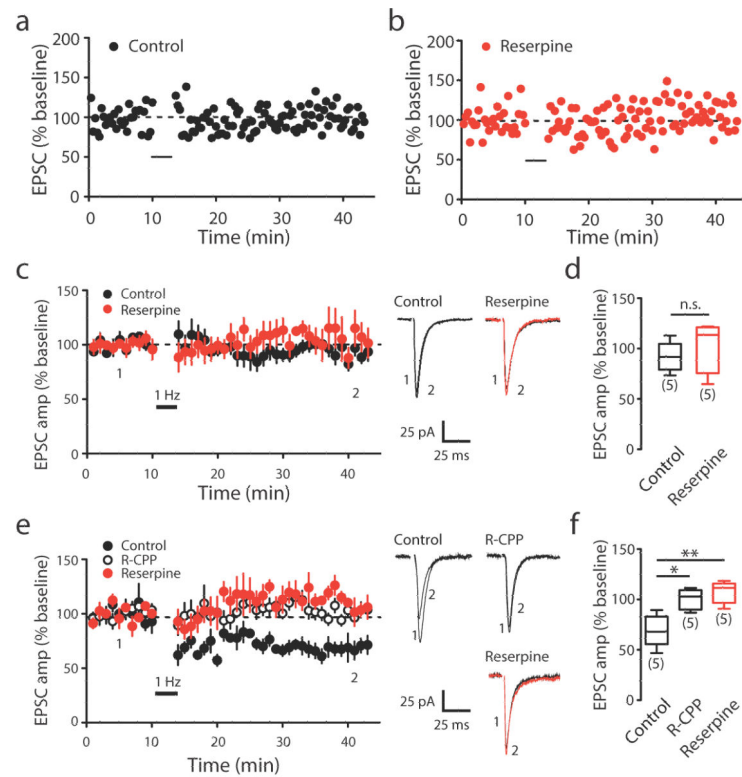 a
200
150
100
50
0
EPSC (% baseline)
Control
0 10 20 30 40
Time (min)
b
200
150
100
50
0
EPSC (% baseline)
Reserpine
0 10 20 30 40
Time (min)
c
150
100
50
0
EPSC amp (% baseline)
Control
Reserpine
1
1 Hz
2
0 10 20 30 40
Time (min)
Control
Reserpine
1 2
1 2
25 pA
25 ms
d
150
100
50
0
EPSC amp (% baseline)
n.s.
(5)
(5)
Control
Reserpine
e
150
100
50
0
EPSC amp (% baseline)
Control
R-CPP
Reserpine
1
1 Hz
2
0 10 20 30 40
Time (min)
Control
R-CPP
1 2
1 2
Reserpine
1 2
25 pA
25 ms
f
150
100
50
0
EPSC amp (% baseline)
**
*
(5)
(5)
(5)
Control
R-CPP
Reserpine